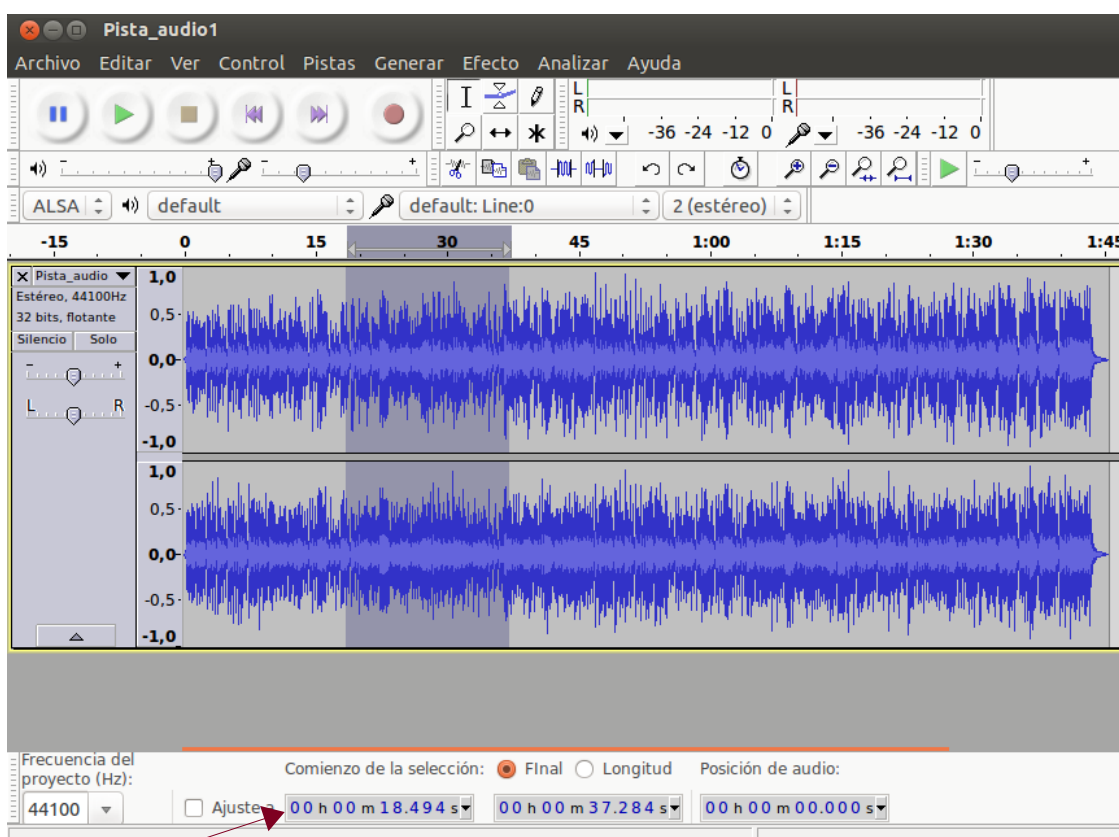 Pista_audio1
Archivo Editar Ver Control Pistas Generar Efecto Analizar Ayuda
L
R
-36 -24 -12 0
L
R
-36 -24 -12 0
- + - +
- +
ALSA default default: Line:0 2 (estéreo)
-15 0 15 30 45 1:00 1:15 1:30 1:45
Pista_audio
Estéreo, 44100Hz
32 bits, flotante
Silencio Solo
- +
L R
1,0
0,5
0,0
-0,5
-1,0
1,0
0,5
0,0
-0,5
-1,0
Frecuencia del
proyecto (Hz):
44100
Comienzo de la selección: FInal Longitud Posición de audio:
Ajuste a 00 h 00 m 18.494 s 00 h 00 m 37.284 s 00 h 00 m 00.000 s